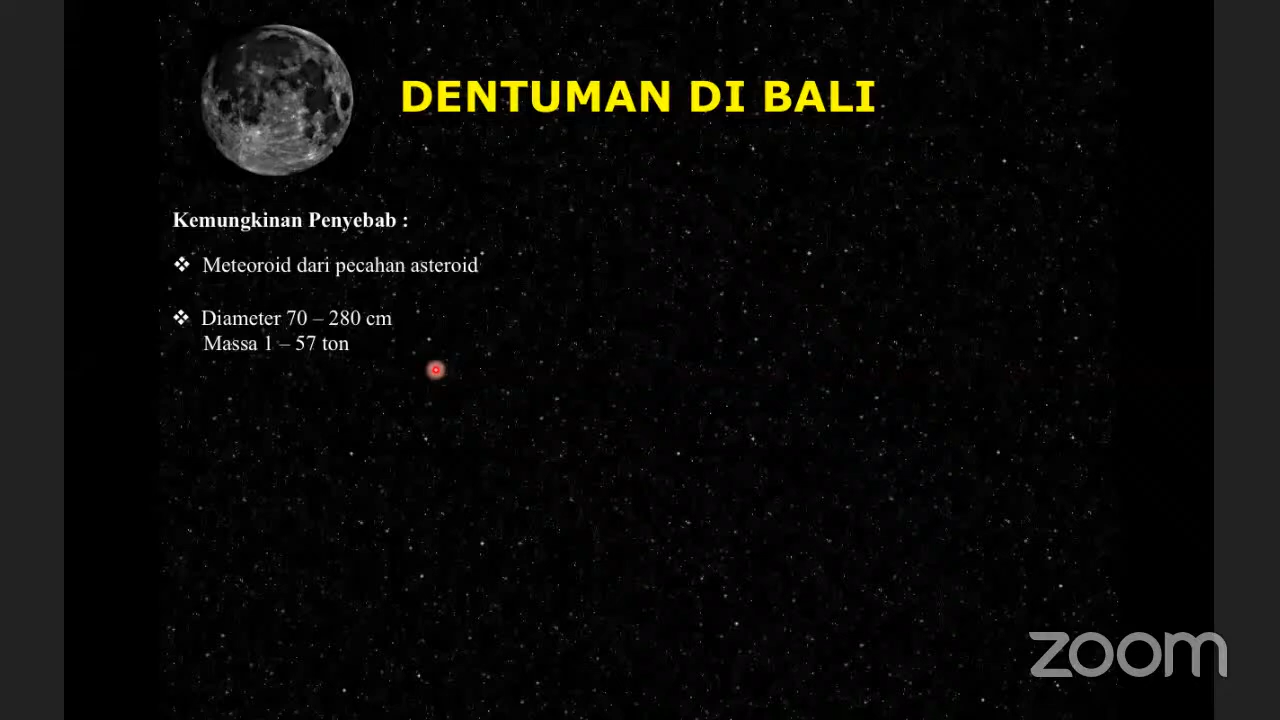 DENTUMAN DI BALI
Kemungkinan Penyebab :
❖ Meteoroid dari pecahan asteroid
❖ Diameter 70 – 280 cm
Massa 1 – 57 ton
zoom